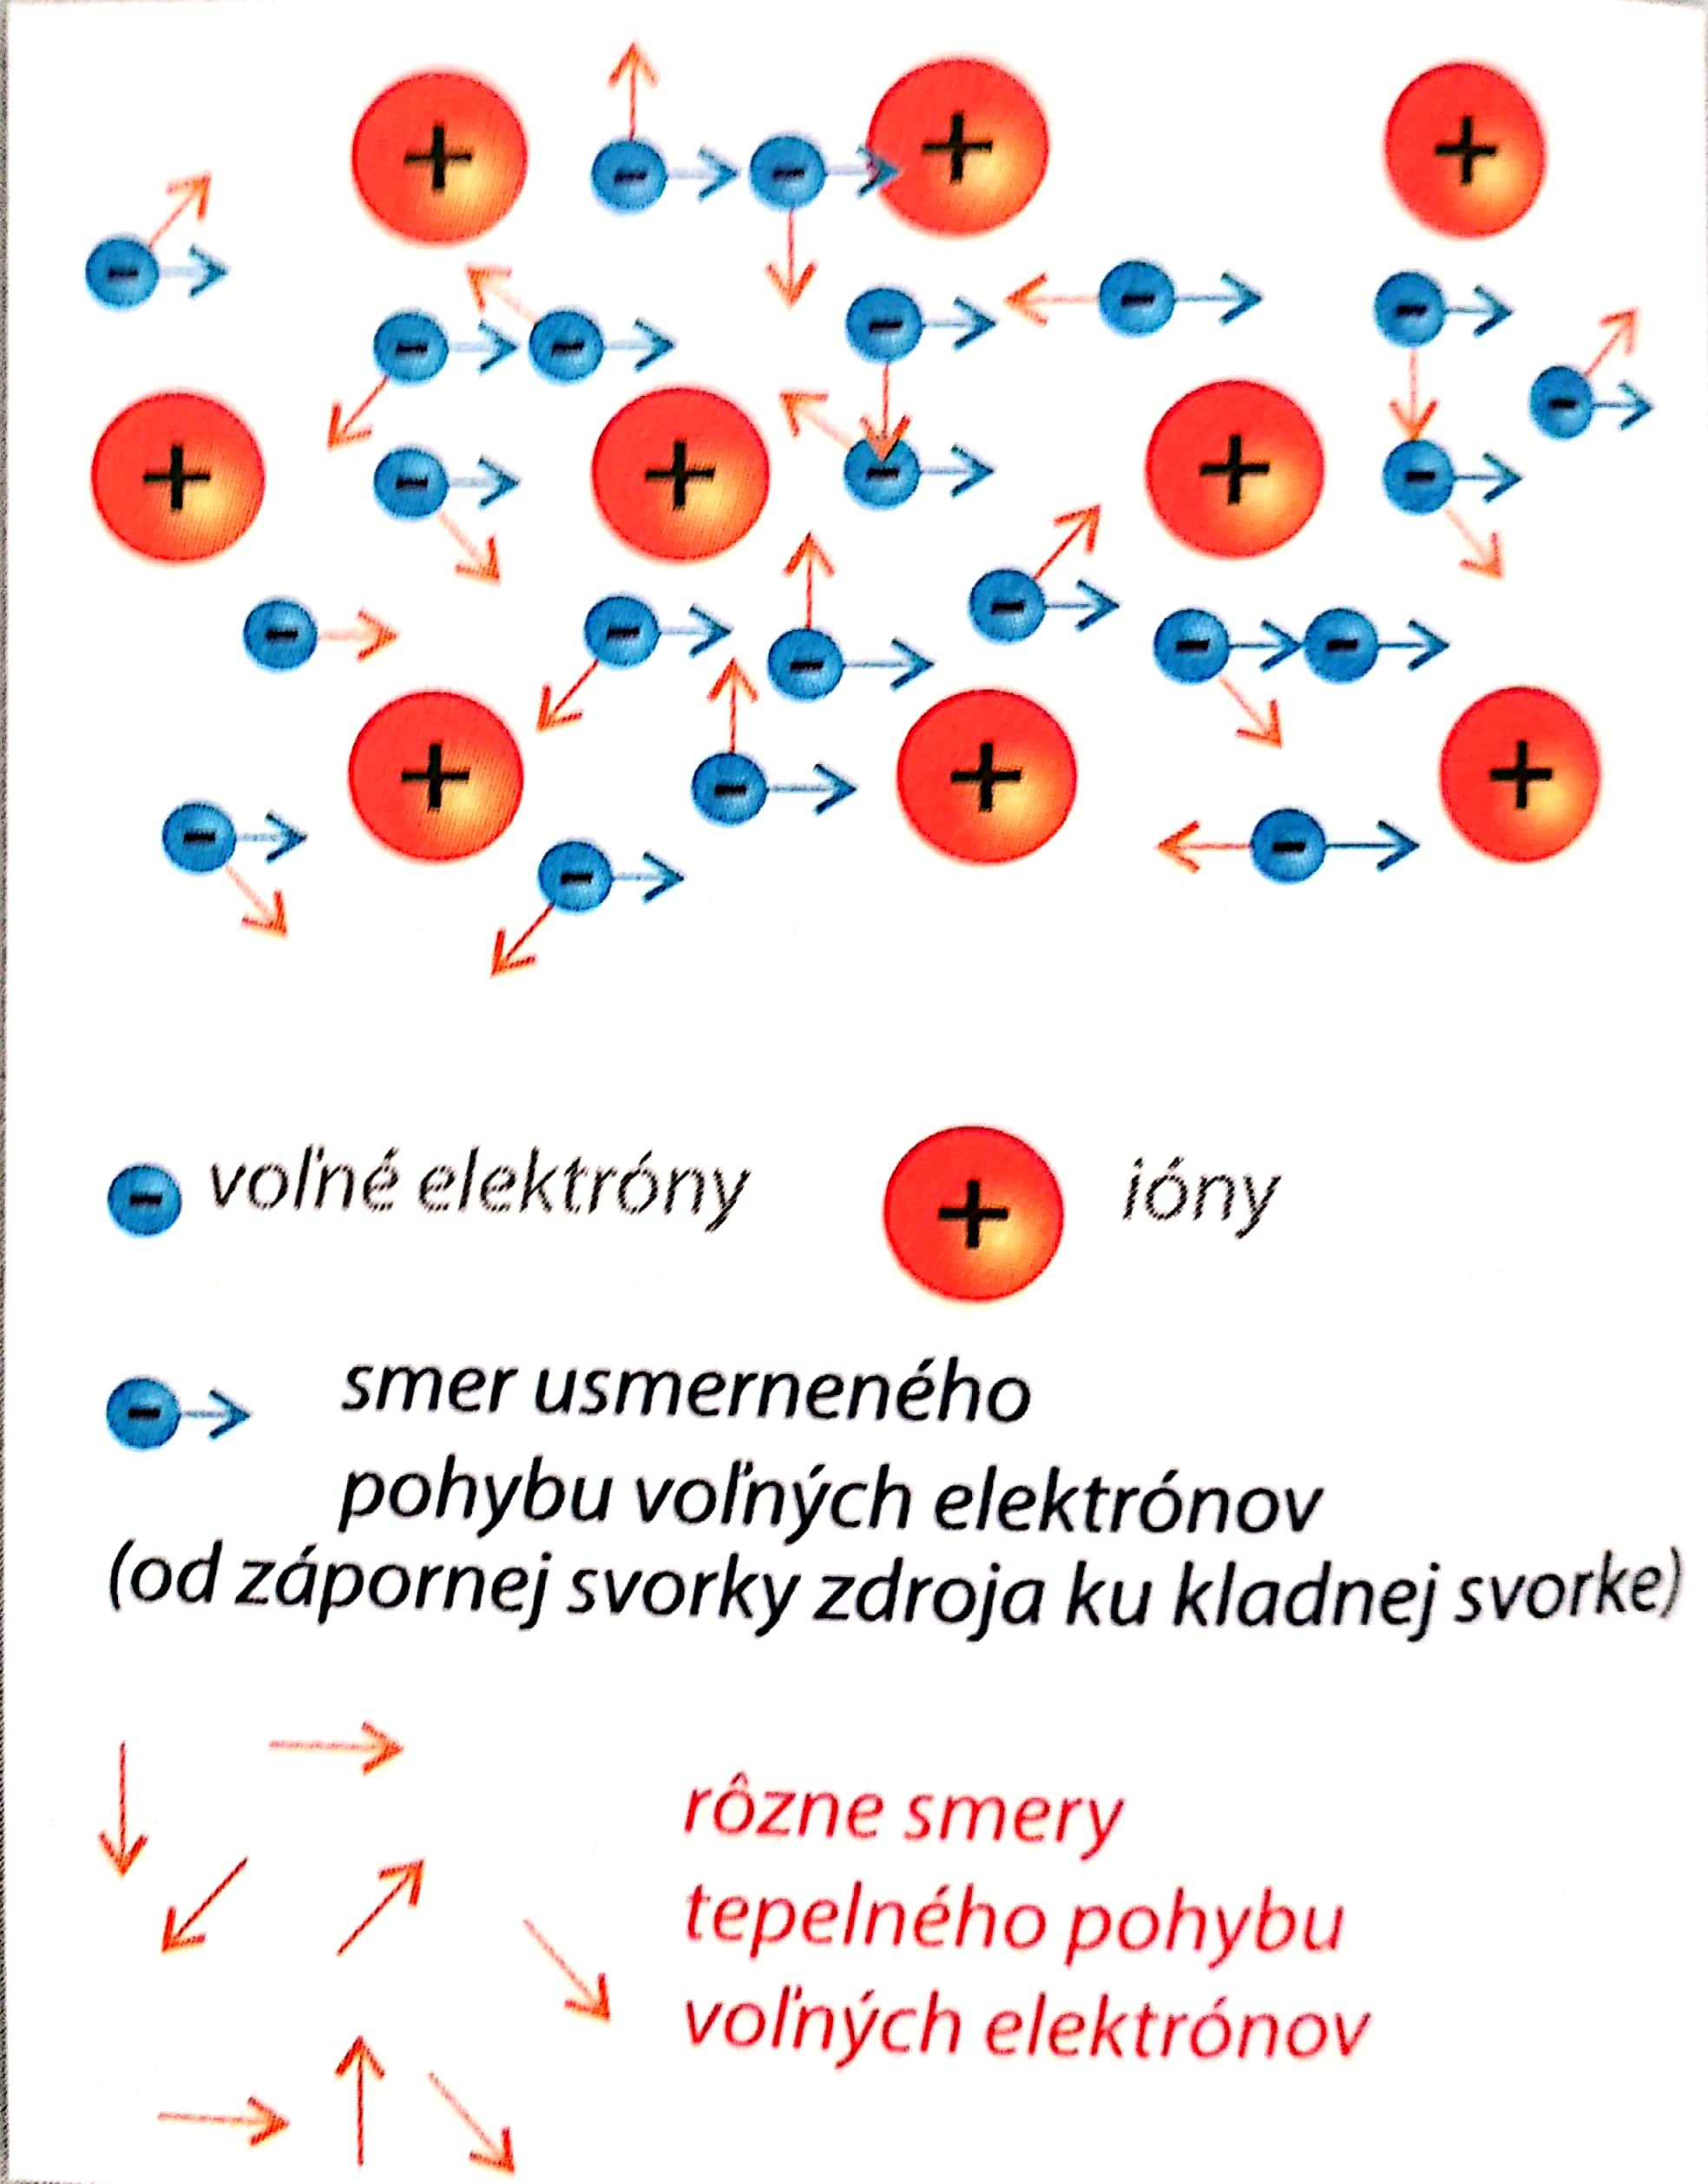 voľné elektróny
ióny
smer usmerneného
pohybu voľných elektrónov
(od zápornej svorky zdroja ku kladnej svorke)
rôzne smery
tepelného pohybu
voľných elektrónov